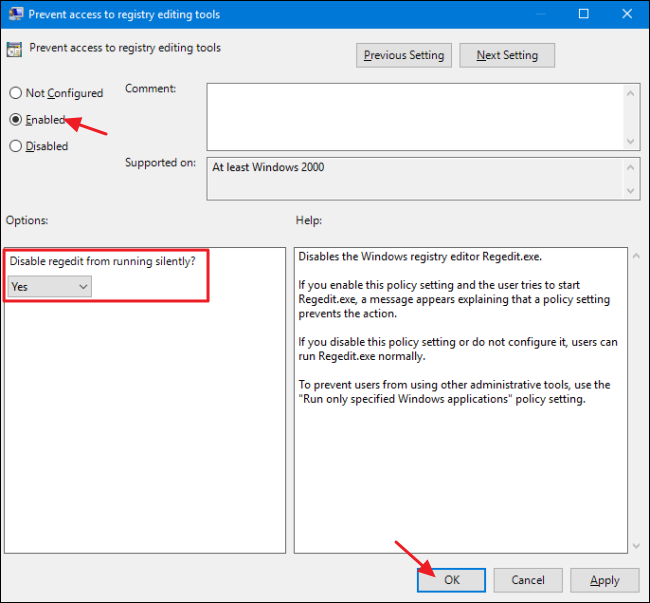 Prevent access to registry editing tools
Prevent access to registry editing tools
Previous Setting
Next Setting
Not Configured
Comment:
Enabled
Disabled
Supported on:
At least Windows 2000
Options:
Help:
Disable regedit from running silently?
Yes
Disables the Windows registry editor Regedit.exe.
If you enable this policy setting and the user tries to start
Regedit.exe, a message appears explaining that a policy setting
prevents the action.
If you disable this policy setting or do not configure it, users can
run Regedit.exe normally.
To prevent users from using other administrative tools, use the
"Run only specified Windows applications" policy setting.
OK
Cancel
Apply